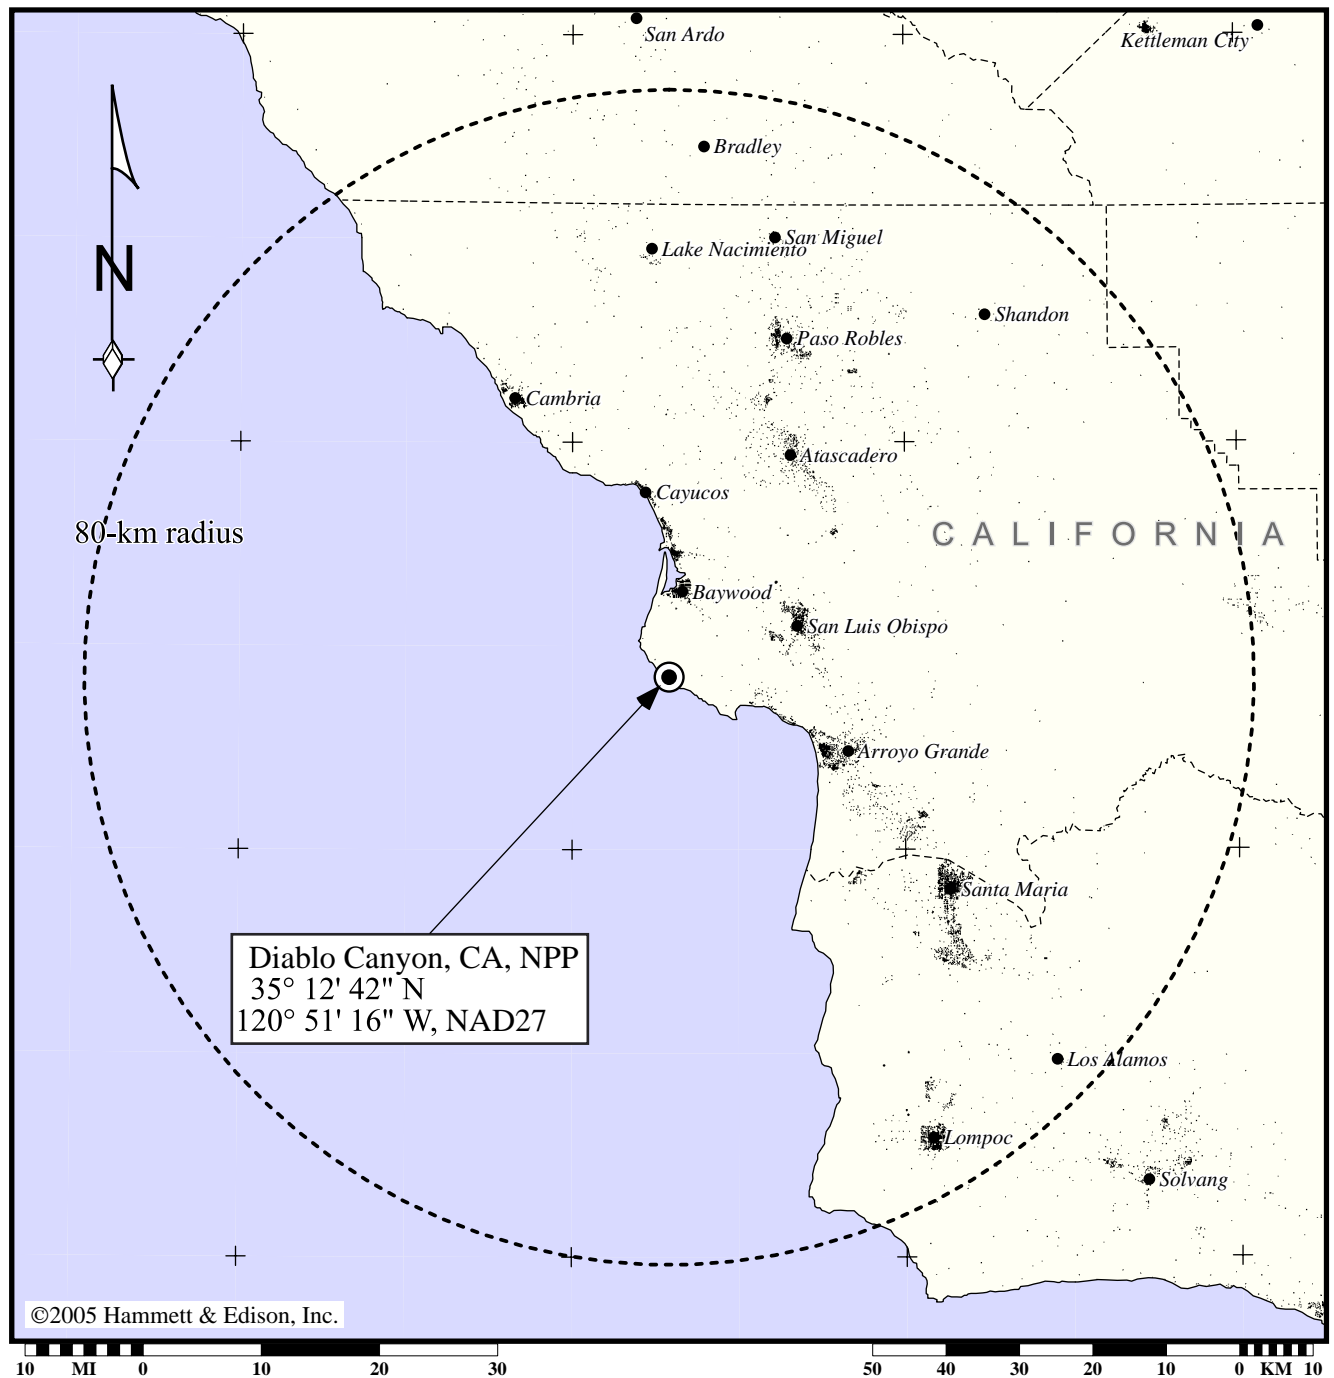 San Ardo
Kettleman City
Bradley
N
San Miguel
Lake Nacimiento
Shandon
Paso Robles
Cambria
Atascadero
Cayucos
80-km radius
CALIFORNIA
Baywood
San Luis Obispo
Arroyo Grande
Santa Maria
Diablo Canyon, CA, NPP
35° 12' 42" N
120° 51' 16" W, NAD27
Los Alamos
Lompoc
Solvang
©2005 Hammett & Edison, Inc.
10 MI 0 10 20 30 50 40 30 20 10 0 KM 10